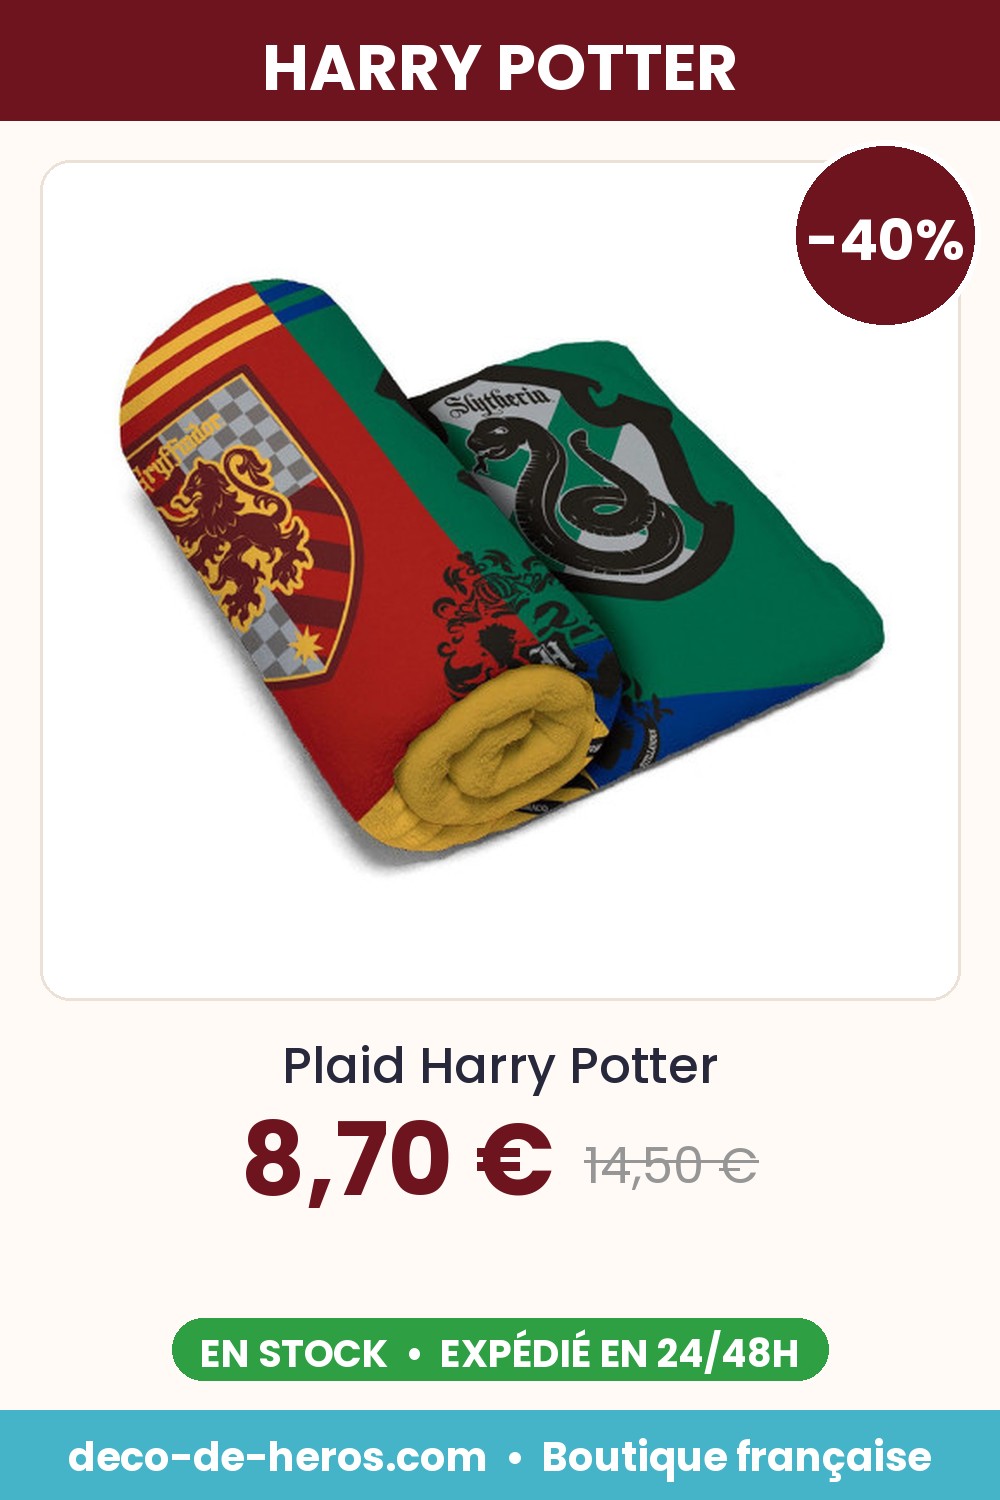 HARRY POTTER
-40%
Gryffindor
Slytherin
H
Plaid Harry Potter
8,70 € 14,50 €
EN STOCK • EXPÉDIÉ EN 24/48H
deco-de-heros.com • Boutique française